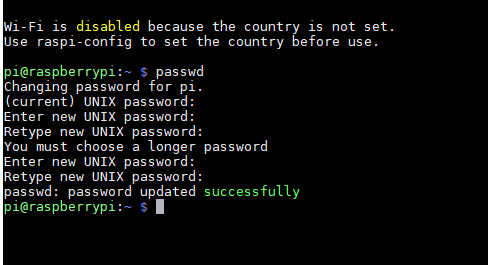 Wi-Fi is disabled because the country is not set.
Use raspi-config to set the country before use.
pi@raspberrypi:~ $ passwd
Changing password for pi.
(current) UNIX password:
Enter new UNIX password:
Retype new UNIX password:
You must choose a longer password
Enter new UNIX password:
Retype new UNIX password:
passwd: password updated successfully
pi@raspberrypi:~ $